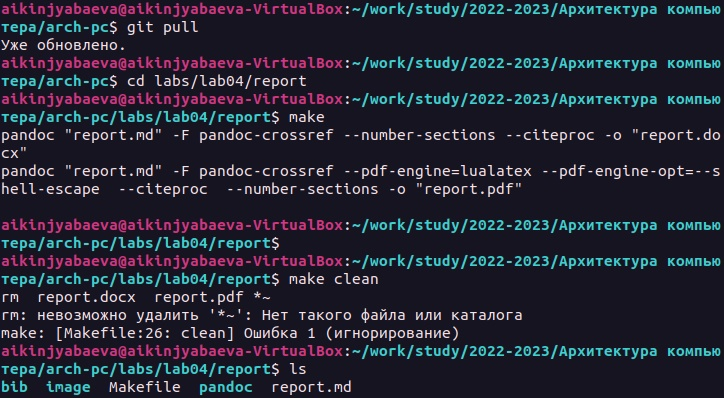 aikinjyabaeva@aikinjyabaeva-VirtualBox:~/work/study/2022-2023/Архитектура компью
тера/arch-pc$ git pull
Уже обновлено.
aikinjyabaeva@aikinjyabaeva-VirtualBox:~/work/study/2022-2023/Архитектура компью
тера/arch-pc$ cd labs/lab04/report
aikinjyabaeva@aikinjyabaeva-VirtualBox:~/work/study/2022-2023/Архитектура компью
тера/arch-pc/labs/lab04/report$ make
pandoc "report.md" -F pandoc-crossref --number-sections --citeproc -o "report.do
cx"
pandoc "report.md" -F pandoc-crossref --pdf-engine=lualatex --pdf-engine-opt=--s
hell-escape  --citeproc  --number-sections -o "report.pdf"
aikinjyabaeva@aikinjyabaeva-VirtualBox:~/work/study/2022-2023/Архитектура компью
тера/arch-pc/labs/lab04/report$
aikinjyabaeva@aikinjyabaeva-VirtualBox:~/work/study/2022-2023/Архитектура компью
тера/arch-pc/labs/lab04/report$ make clean
rm  report.docx  report.pdf *~
rm: невозможно удалить '*~': Нет такого файла или каталога
make: [Makefile:26: clean] Ошибка 1 (игнорирование)
aikinjyabaeva@aikinjyabaeva-VirtualBox:~/work/study/2022-2023/Архитектура компью
тера/arch-pc/labs/lab04/report$ ls
bib  image  Makefile  pandoc  report.md